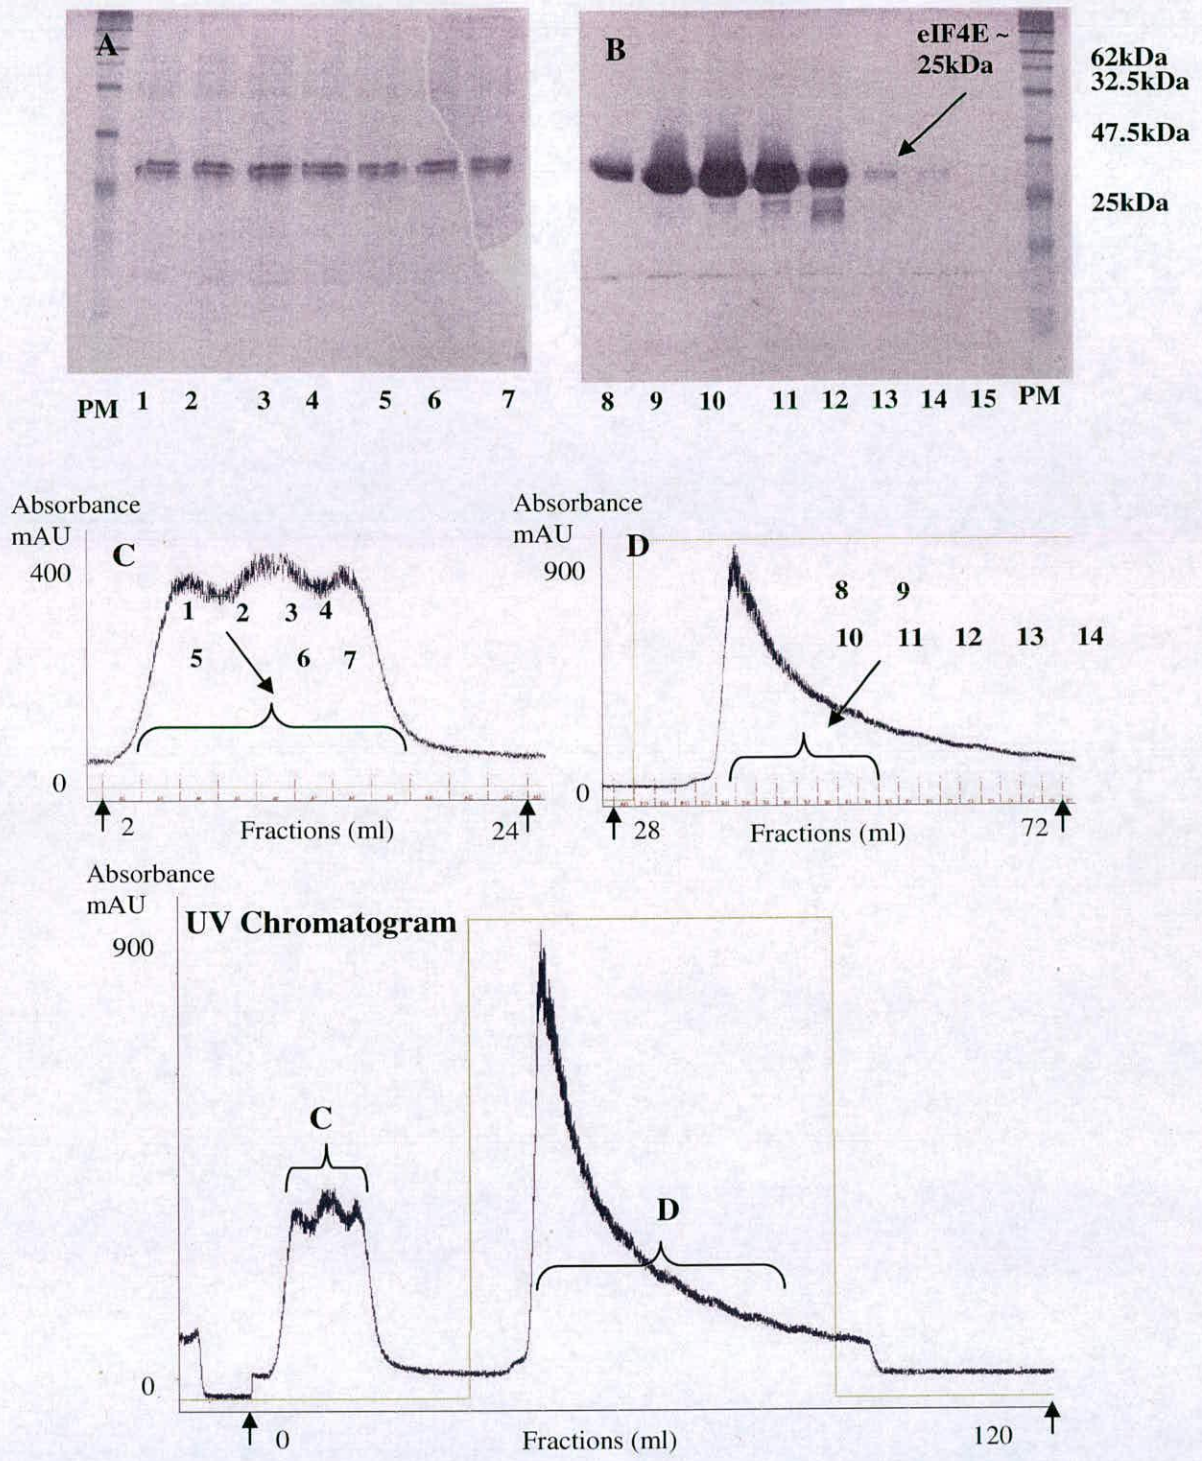 A
B
eIF4E ~
25kDa
62kDa
32.5kDa
47.5kDa
25kDa
PM 1 2 3 4 5 6 7
8 9 10 11 12 13 14 15 PM
Absorbance
mAU
400
C
1 2 3 4
5 6 7
0
2 Fractions (ml) 24
Absorbance
mAU
900
D
8 9
10 11 12 13 14
0
28 Fractions (ml) 72
Absorbance
mAU
900
UV Chromatogram
C
D
0
0 Fractions (ml) 120